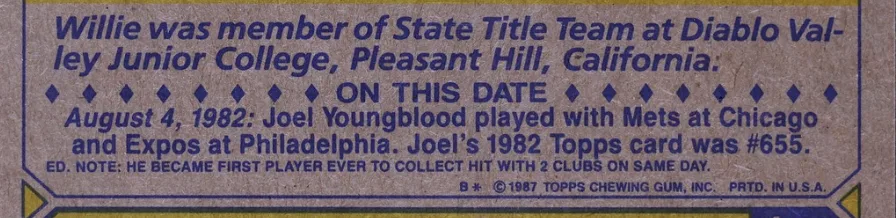 Willie was member of State Title Team at Diablo Val-
ley Junior College, Pleasant Hill, California.
ON THIS DATE
August 4, 1982: Joel Youngblood played with Mets at Chicago
and Expos at Philadelphia. Joel's 1982 Topps card was #655.
ED. NOTE: HE BECAME FIRST PLAYER EVER TO COLLECT HIT WITH 2 CLUBS ON SAME DAY.
B* ©1987 TOPPS CHEWING GUM, INC. PRTD. IN U.S.A.